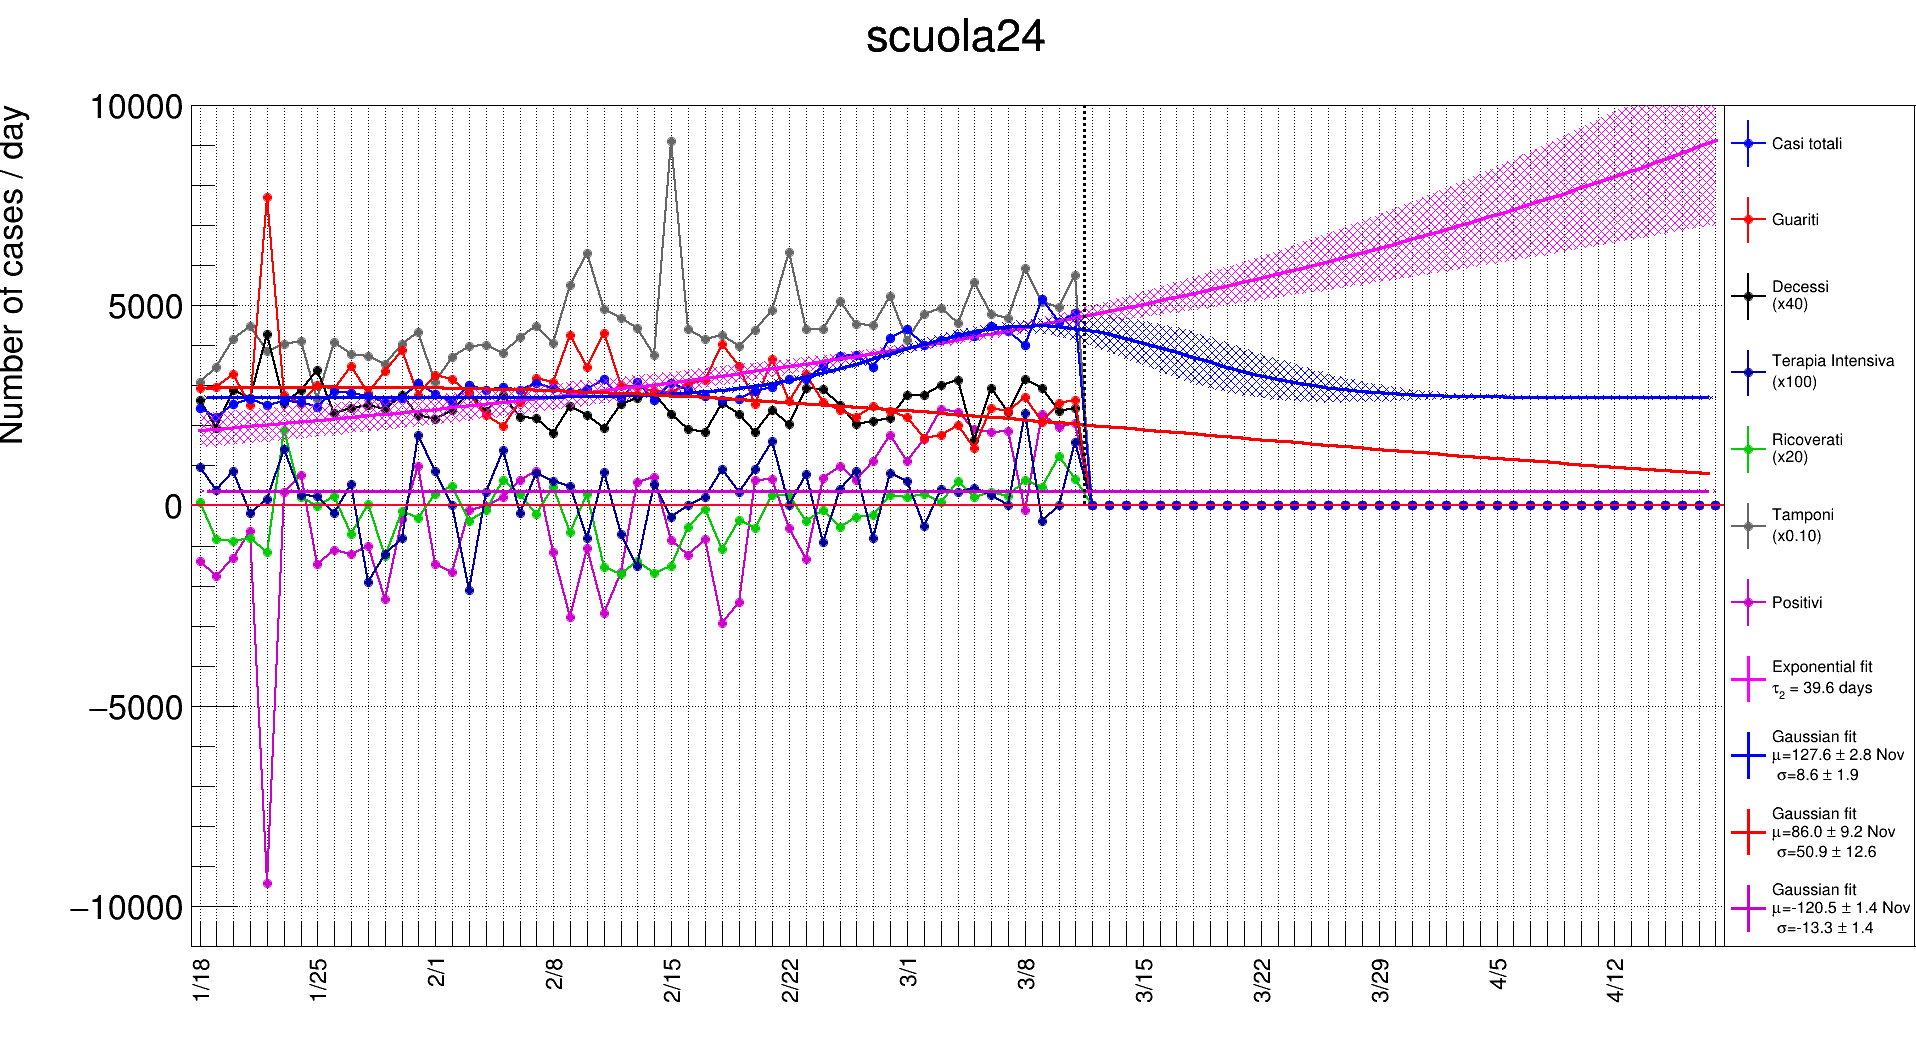 scuola24
Number of cases / day
10000
5000
0
−5000
−10000
1/18
1/25
2/1
2/8
2/15
2/22
3/1
3/8
3/15
3/22
3/29
4/5
4/12
Casi totali
Guariti
Decessi
(x40)
Terapia Intensiva
(x100)
Ricoverati
(x20)
Tamponi
(x0.10)
Positivi
Exponential fit
τ2 = 39.6 days
Gaussian fit
μ=127.6 ± 2.8 Nov
σ=8.6 ± 1.9
Gaussian fit
μ=86.0 ± 9.2 Nov
σ=50.9 ± 12.6
Gaussian fit
μ=-120.5 ± 1.4 Nov
σ=-13.3 ± 1.4